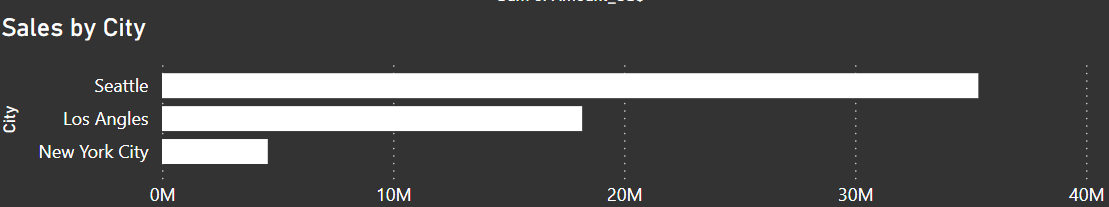 Sales by City
City
Seattle
Los Angles
New York City
0M 10M 20M 30M 40M